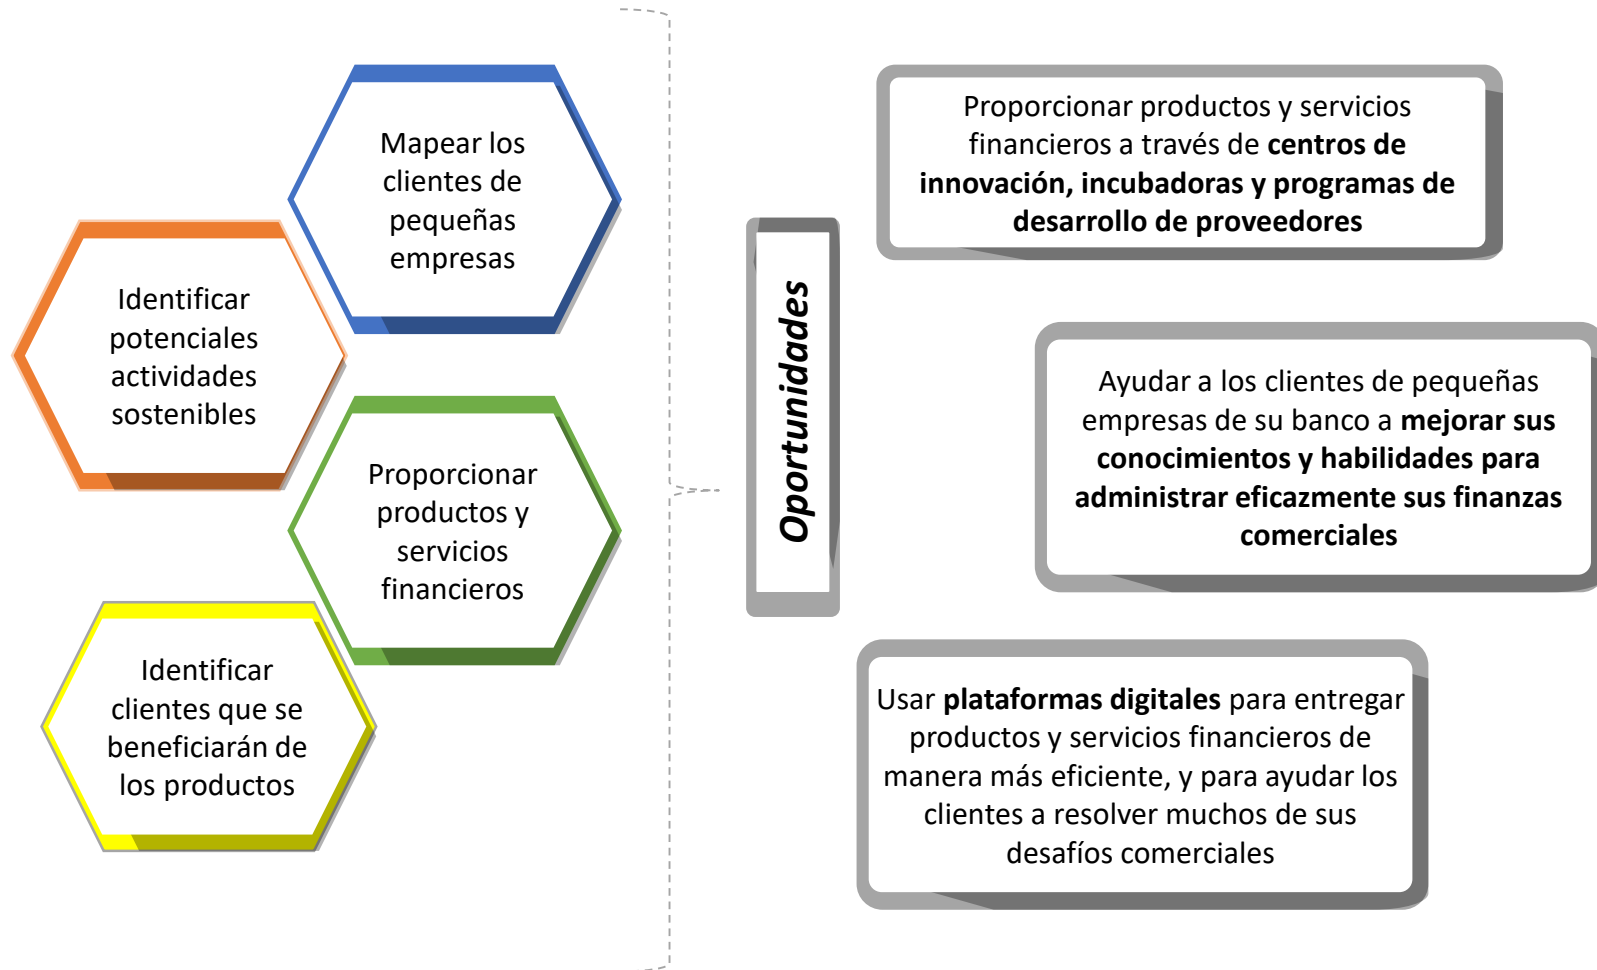 Mapear los
clientes de
pequeñas
empresas
Identificar
potenciales
actividades
sostenibles
Proporcionar
productos y
servicios
financieros
Identificar
clientes que se
beneficiarán de
los productos
Oportunidades
Proporcionar productos y servicios
financieros a través de centros de
innovación, incubadoras y programas de
desarrollo de proveedores
Ayudar a los clientes de pequeñas
empresas de su banco a mejorar sus
conocimientos y habilidades para
administrar eficazmente sus finanzas
comerciales
Usar plataformas digitales para entregar
productos y servicios financieros de
manera más eficiente, y para ayudar los
clientes a resolver muchos de sus
desafíos comerciales